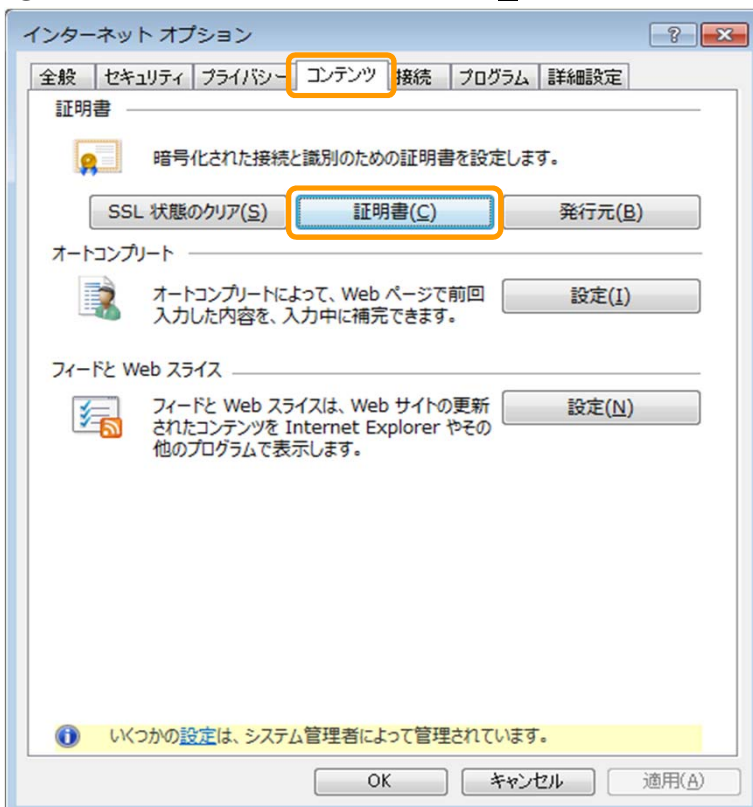 インターネット オプション
全般 セキュリティ プライバシー コンテンツ 接続 プログラム 詳細設定
証明書
暗号化された接続と識別のための証明書を設定します。
SSL 状態のクリア(S) 証明書(C) 発行元(B)
オートコンプリート
オートコンプリートによって、Web ページで前回 設定(I)
入力した内容を、入力中に補完できます。
フィードと Web スライス
フィードと Web スライスは、Web サイトの更新 設定(N)
されたコンテンツを Internet Explorer やその
他のプログラムで表示します。
いくつかの設定は、システム管理者によって管理されています。
OK キャンセル 適用(A)